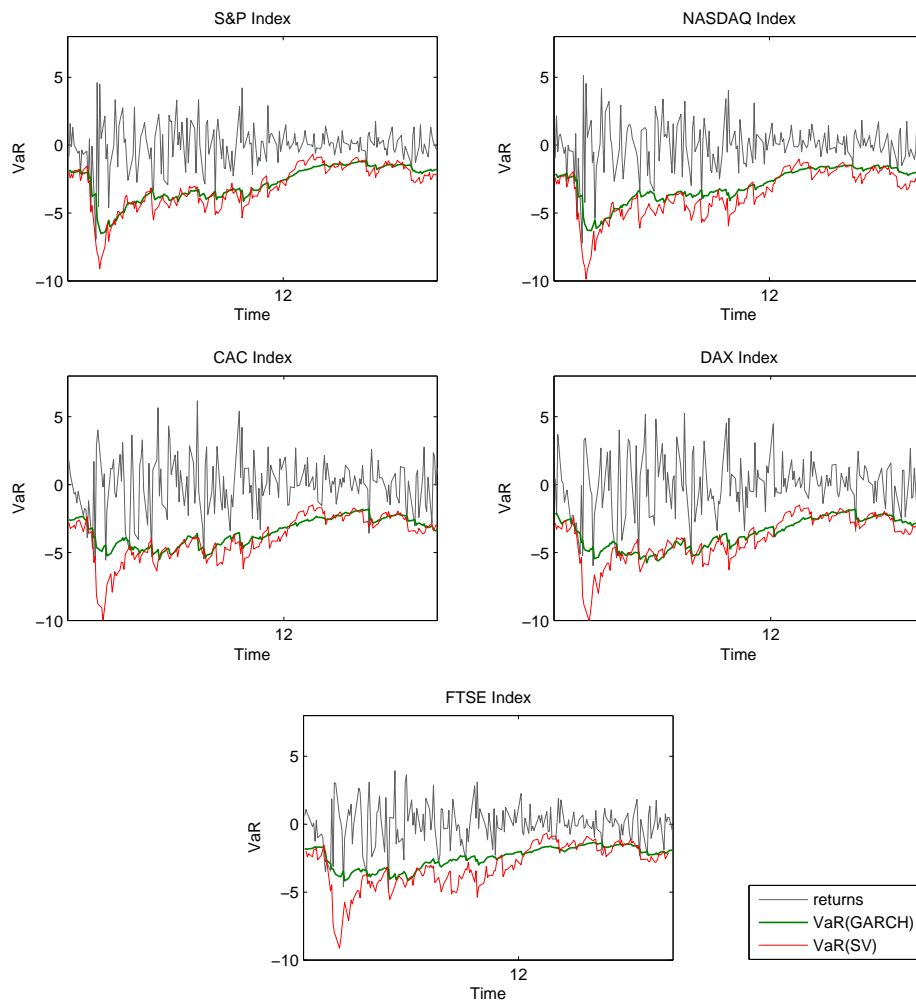 S&P Index
VaR
5
0
−5
−10
12
Time
NASDAQ Index
VaR
5
0
−5
−10
12
Time
CAC Index
VaR
5
0
−5
−10
12
Time
DAX Index
VaR
5
0
−5
−10
12
Time
FTSE Index
VaR
5
0
−5
−10
12
Time
returns
VaR(GARCH)
VaR(SV)